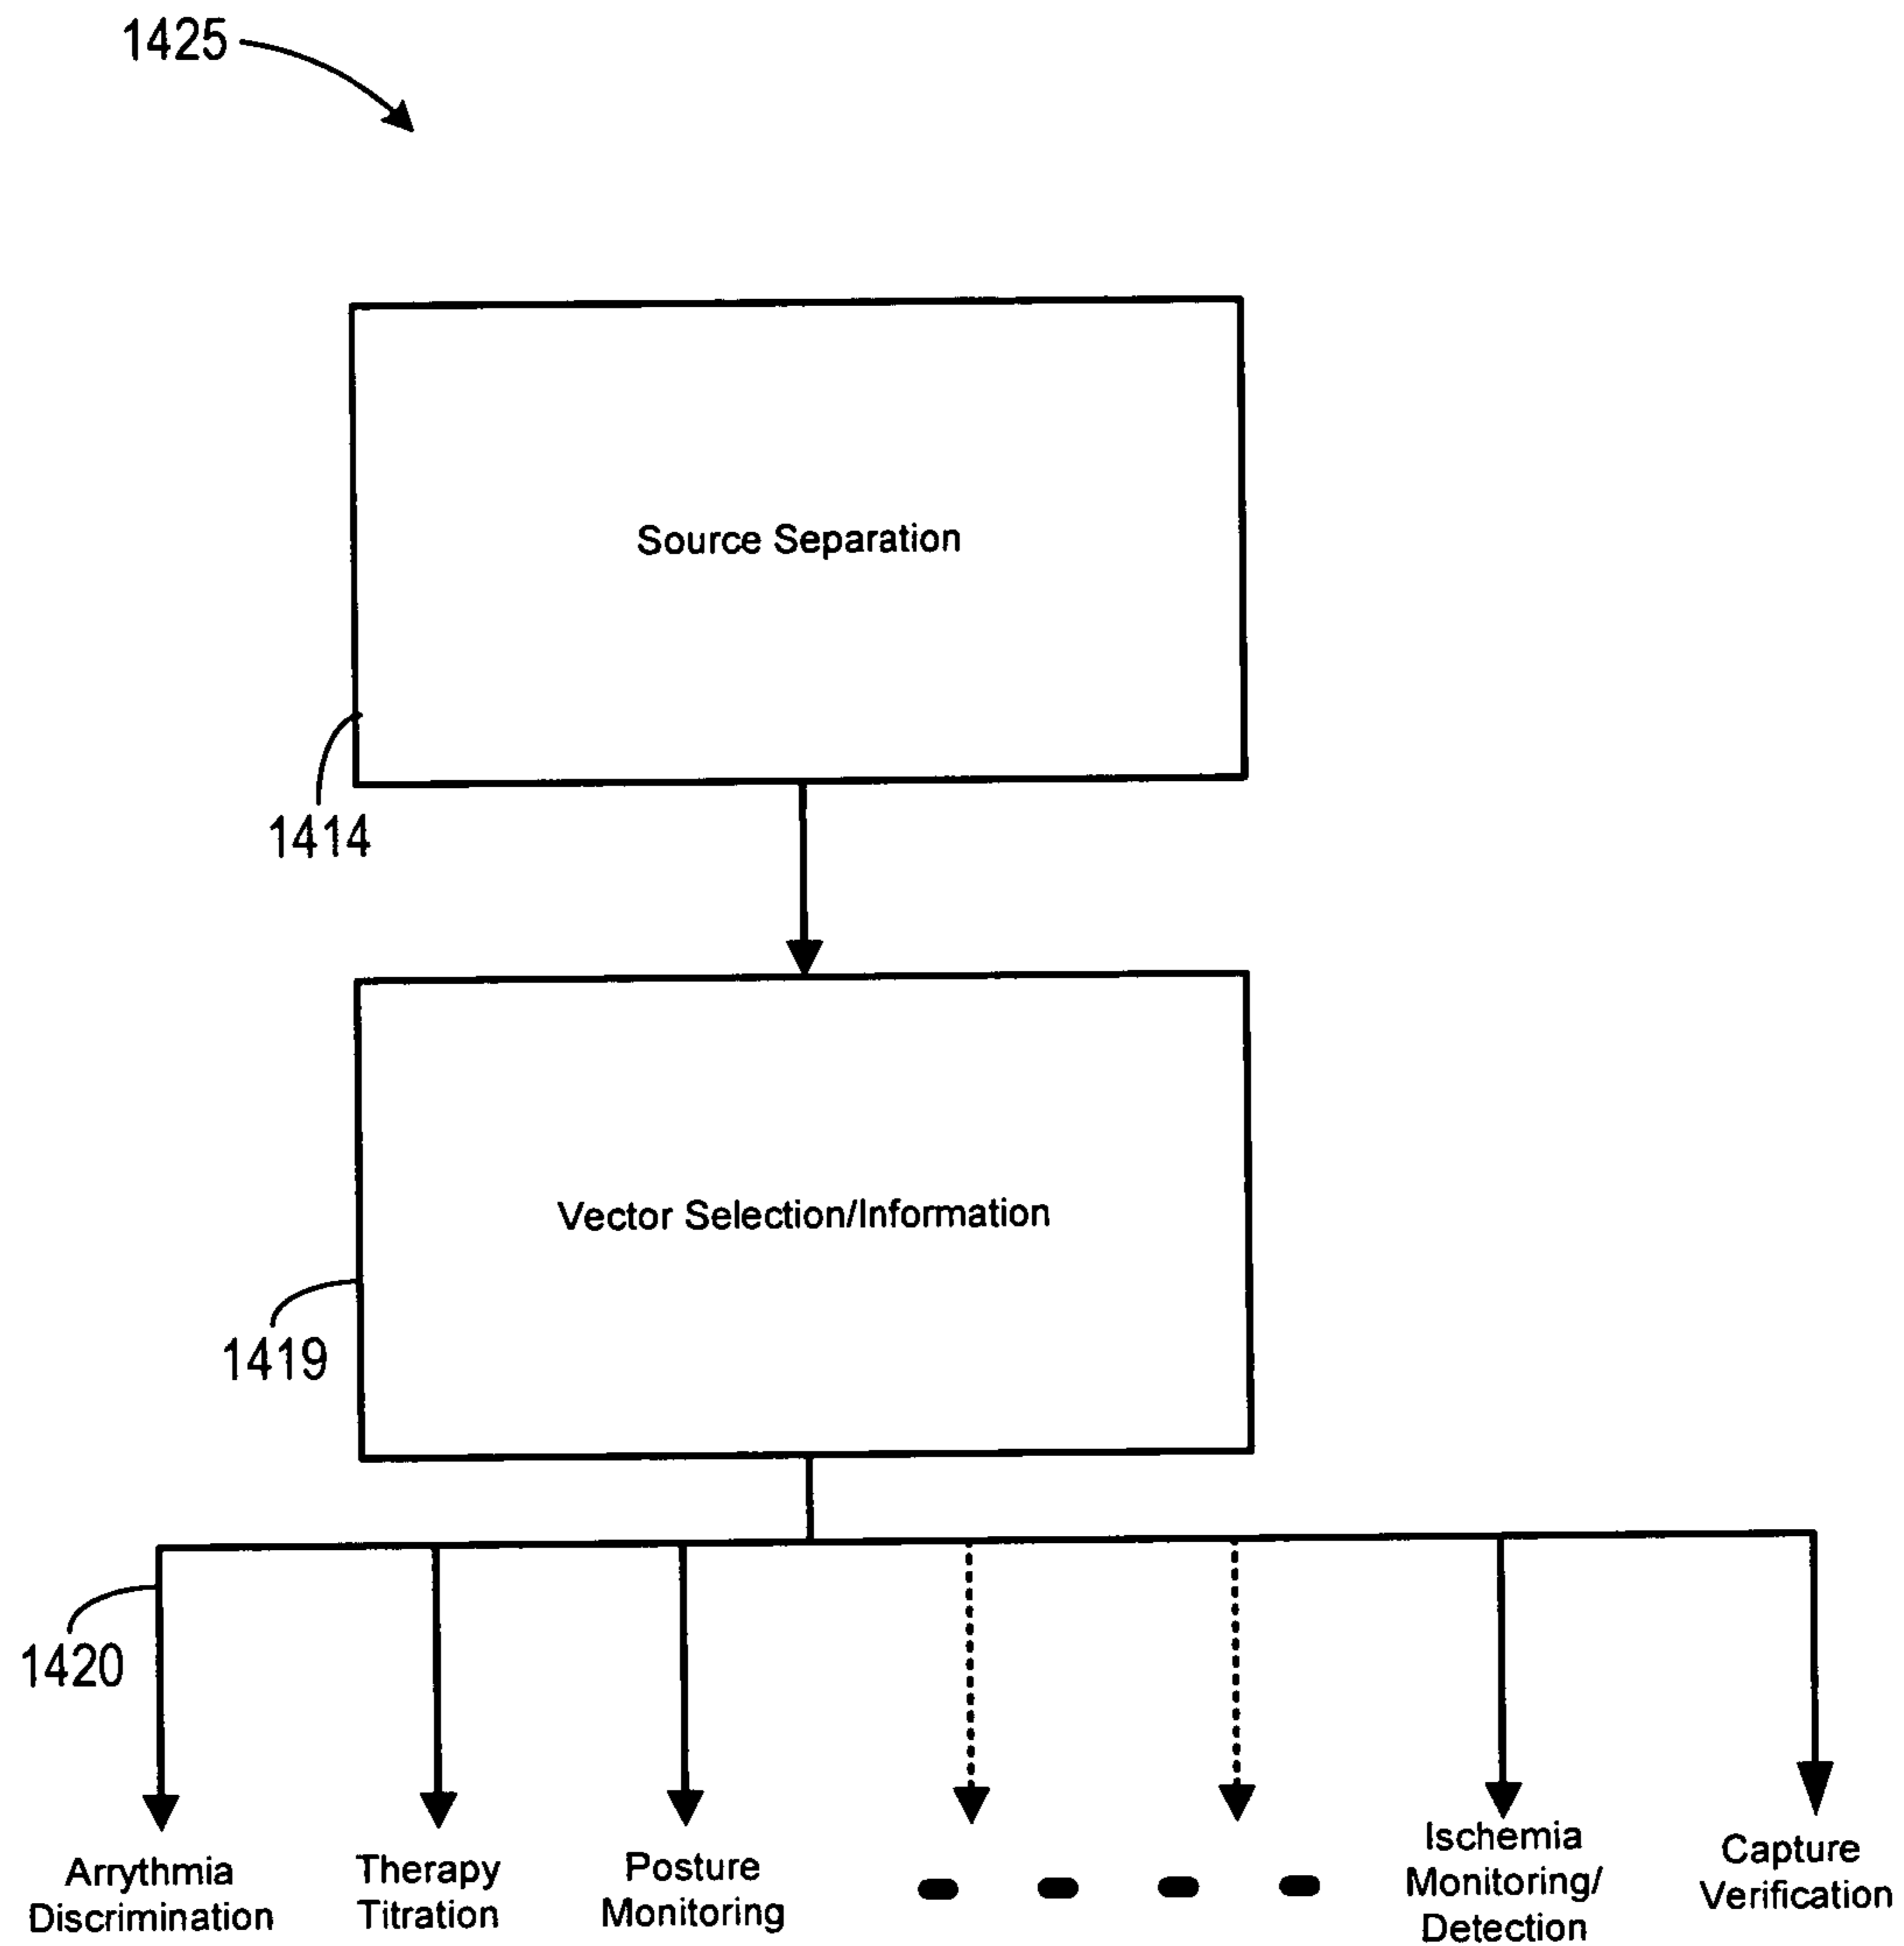 1425
Source Separation
1414
Vector Selection/Information
1419
1420
Arrythmia
Discrimination
Therapy
Titration
Posture
Monitoring
Ischemia
Monitoring/
Detection
Capture
Verification